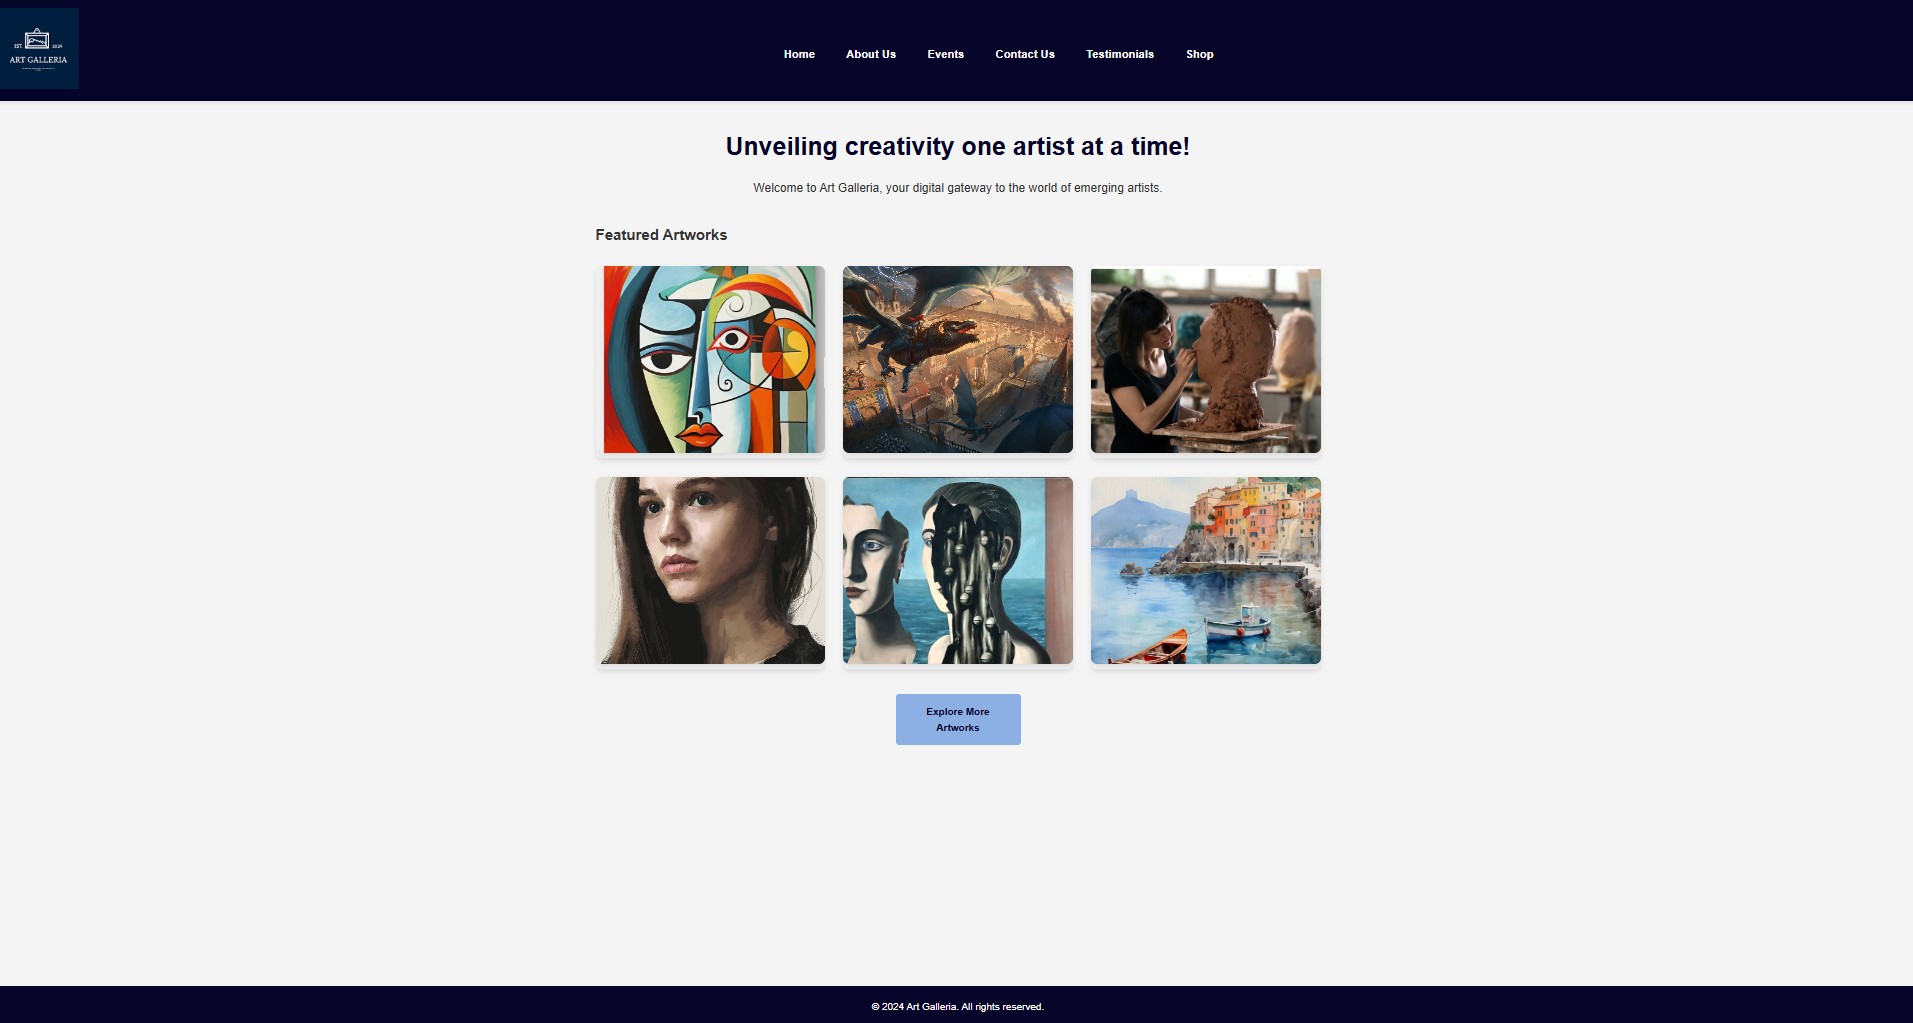 EST. 2024
ART GALLERIA
Home About Us Events Contact Us Testimonials Shop
Unveiling creativity one artist at a time!
Welcome to Art Galleria, your digital gateway to the world of emerging artists.
Featured Artworks
Explore More
Artworks
© 2024 Art Galleria. All rights reserved.